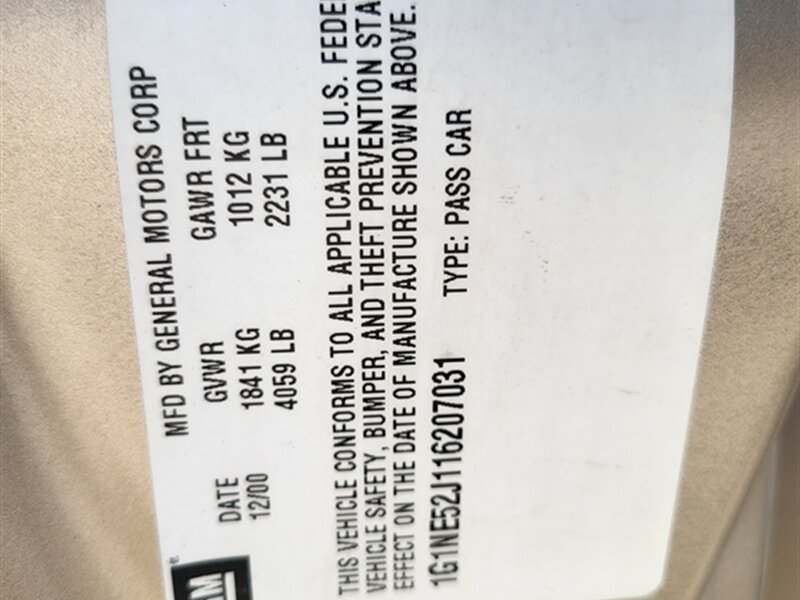 GM
MFD BY GENERAL MOTORS CORP
DATE GVWR GAWR FRT
12/00 1841 KG 1012 KG
4059 LB 2231 LB
THIS VEHICLE CONFORMS TO ALL APPLICABLE U.S. FEDE
VEHICLE SAFETY, BUMPER, AND THEFT PREVENTION STA
EFFECT ON THE DATE OF MANUFACTURE SHOWN ABOVE.
1G1NE52J116207031 TYPE: PASS CAR